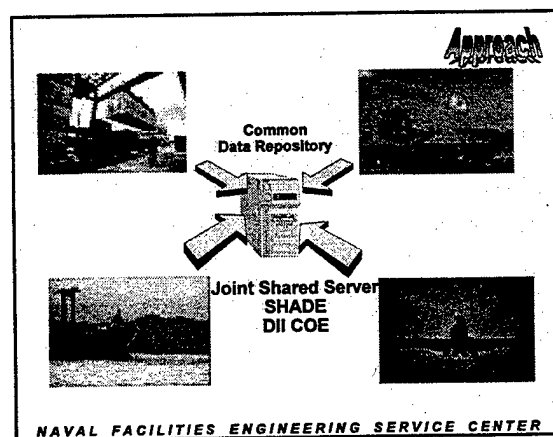 Approach
Common
Data Repository
Joint Shared Server
SHADE
DII COE
NAVAL FACILITIES ENGINEERING SERVICE CENTER